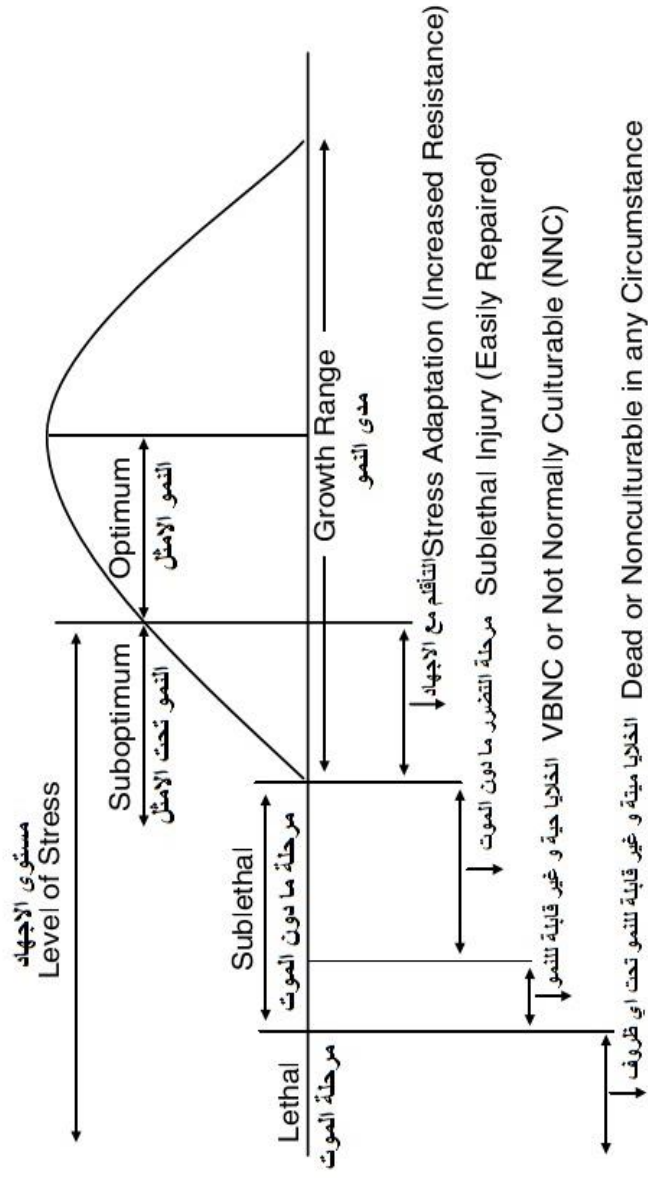 مستوى الاجهاد
Level of Stress
Suboptimum
النمو تحت الامثل
Optimum
النمو الامثل
Sublethal
مرحلة ما دون الموت
Lethal
مرحلة الموت
Growth Range
مدى النمو
التأقلم مع الاجهاد Stress Adaptation (Increased Resistance)
مرحلة التضرر ما دون الموت Sublethal Injury (Easily Repaired)
الخلايا حية و غير قابلة للنمو VBNC or Not Normally Culturable (NNC)
الخلايا ميتة و غير قابلة للنمو تحت اي ظروف Dead or Nonculturable in any Circumstance